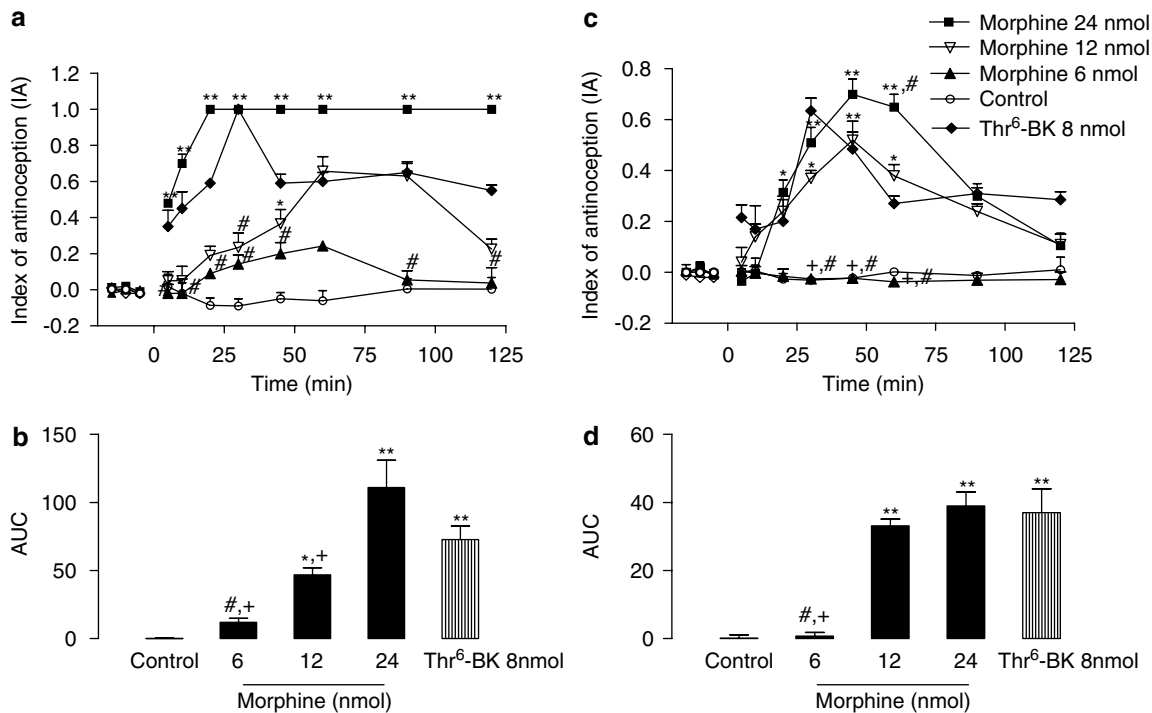 a
Index of antinociception (IA)
1.2
1.0
0.8
0.6
0.4
0.2
0.0
-0.2
** ** ** ** ** **
**
**
*
#
#
#
#
#
#
#
#
#
0 25 50 75 100 125
Time (min)
c
Index of antinociception (IA)
0.8
0.6
0.4
0.2
0.0
-0.2
Morphine 24 nmol
Morphine 12 nmol
Morphine 6 nmol
Control
Thr6-BK 8 nmol
**
**,#
**
**
*
*
*
+,#
+,#
+,#
0 25 50 75 100 125
Time (min)
b
AUC
150
100
50
0
#,+
*,+
**
**
Control 6 12 24 Thr6-BK 8nmol
Morphine (nmol)
d
AUC
60
40
20
0
#,+
**
**
**
Control 6 12 24 Thr6-BK 8nmol
Morphine (nmol)